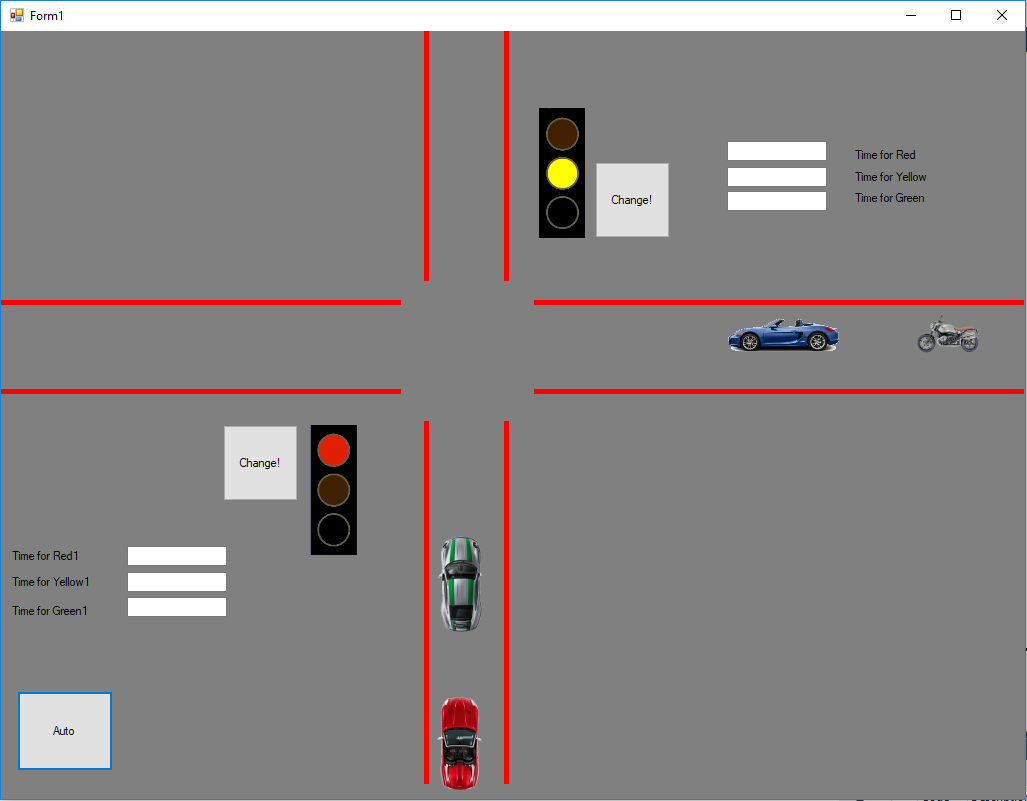 Form1
Time for Red
Time for Yellow
Change!
Time for Green
Change!
Time for Red1
Time for Yellow1
Time for Green1
Auto